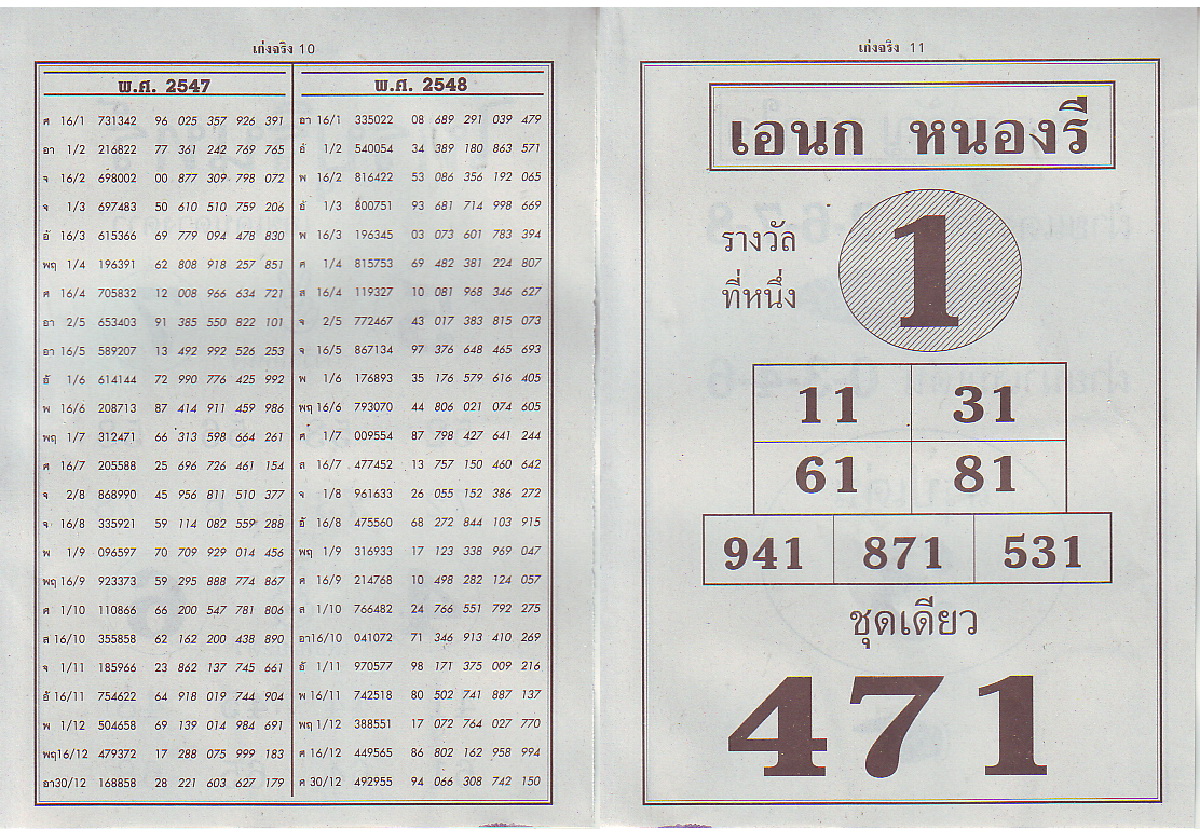 เก่งจริง 10
พ.ศ. 2547
ศ 16/1 731342 96 025 357 926 391
อา 1/2 216822 77 361 242 769 765
จ 16/2 698002 00 877 309 798 072
จ 1/3 697483 50 610 510 759 206
อั 16/3 615366 69 779 094 478 830
พฤ 1/4 196391 62 808 918 257 851
ศ 16/4 705832 12 008 966 634 721
อา 2/5 653403 91 385 550 822 101
อา 16/5 589207 13 492 992 526 253
อั 1/6 614144 72 990 776 425 992
พ 16/6 208713 87 414 911 459 986
พฤ 1/7 312471 66 313 598 664 261
ศ 16/7 205588 25 696 726 461 154
จ 2/8 868990 45 956 811 510 377
จ 16/8 335921 59 114 082 559 288
พ 1/9 096597 70 709 929 014 456
พฤ 16/9 923373 59 295 888 774 867
ศ 1/10 110866 66 200 547 781 806
ส 16/10 355858 62 162 200 438 890
จ 1/11 185966 23 862 137 745 661
อั 16/11 754622 64 918 019 744 904
พ 1/12 504658 69 139 014 984 691
พฤ16/12 479372 17 288 075 999 183
อา30/12 168858 28 221 603 627 179
พ.ศ. 2548
อา 16/1 335022 08 689 291 039 479
อั 1/2 540054 34 389 180 863 571
พ 16/2 816422 53 086 356 192 065
อั 1/3 800751 93 681 714 998 669
พ 16/3 196345 03 073 601 783 394
ศ 1/4 815753 69 482 381 224 807
ส 16/4 119327 10 081 968 346 627
จ 2/5 772467 43 017 383 815 073
จ 16/5 867134 97 376 648 465 693
พ 1/6 176893 35 176 579 616 405
พฤ 16/6 793070 44 806 021 074 605
ศ 1/7 009554 87 798 427 641 244
ส 16/7 477452 13 757 150 460 642
จ 1/8 961633 26 055 152 386 272
อั 16/8 475560 68 272 844 103 915
พฤ 1/9 316933 17 123 338 969 047
ศ 16/9 214768 10 498 282 124 057
ส 1/10 766482 24 766 551 792 275
อา16/10 041072 71 346 913 410 269
อั 1/11 970577 98 171 375 009 216
พ 16/11 742518 80 502 741 887 137
พฤ 1/12 388551 17 072 764 027 770
ศ 16/12 449565 86 802 162 958 994
ศ 30/12 492955 94 066 308 742 150
เก่งจริง 11
เอนก หนองรี
รางวัล
ที่หนึ่ง
1
11 31
61 81
941 871 531
ชุดเดียว
471